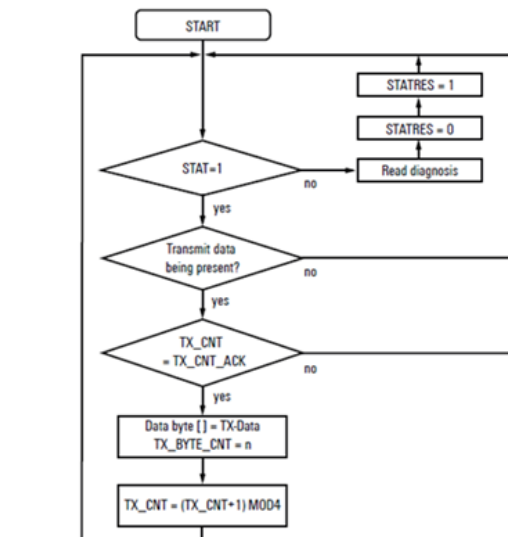 START
STATRES = 1
STATRES = 0
STAT=1
Read diagnosis
no
yes
Transmit data
being present?
no
yes
TX_CNT
= TX_CNT_ACK
no
yes
Data byte [ ] = TX-Data
TX_BYTE_CNT = n
TX_CNT = (TX_CNT+1) MOD4